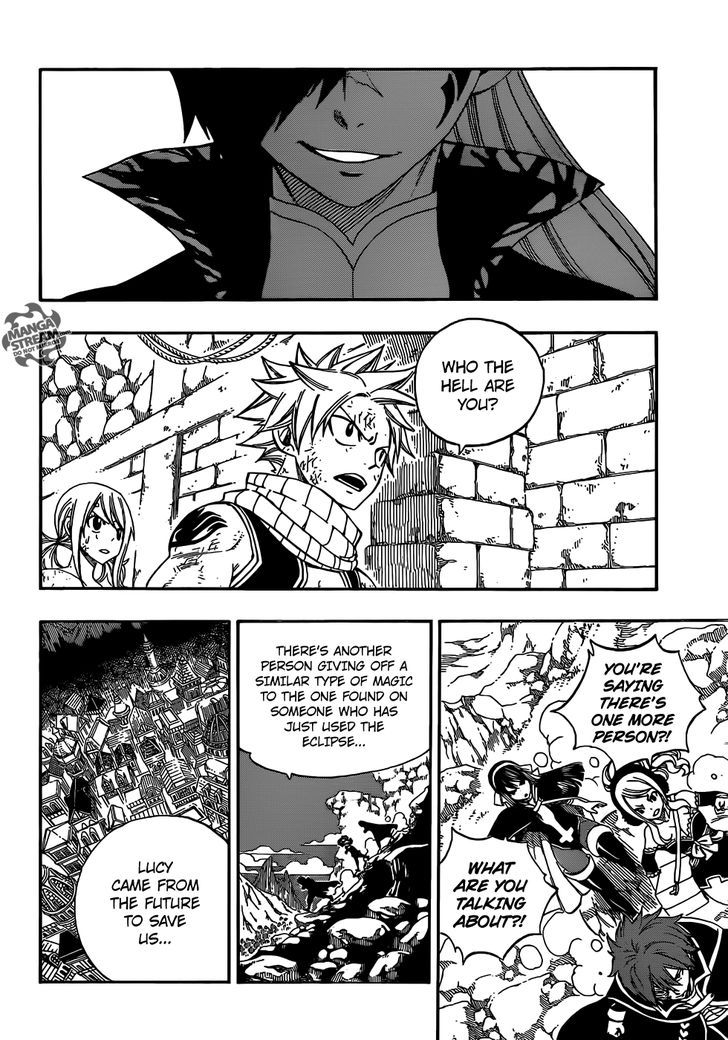 MANGA
STREAM
WHO THE
HELL ARE
YOU?
YOU'RE
SAYING
THERE'S
ONE MORE
PERSON?!
WHAT
ARE YOU
TALKING
ABOUT?!
THERE'S ANOTHER
PERSON GIVING OFF A
SIMILAR TYPE OF MAGIC
TO THE ONE FOUND ON
SOMEONE WHO HAS
JUST USED THE
ECLIPSE...
LUCY
CAME FROM
THE FUTURE
TO SAVE
US...